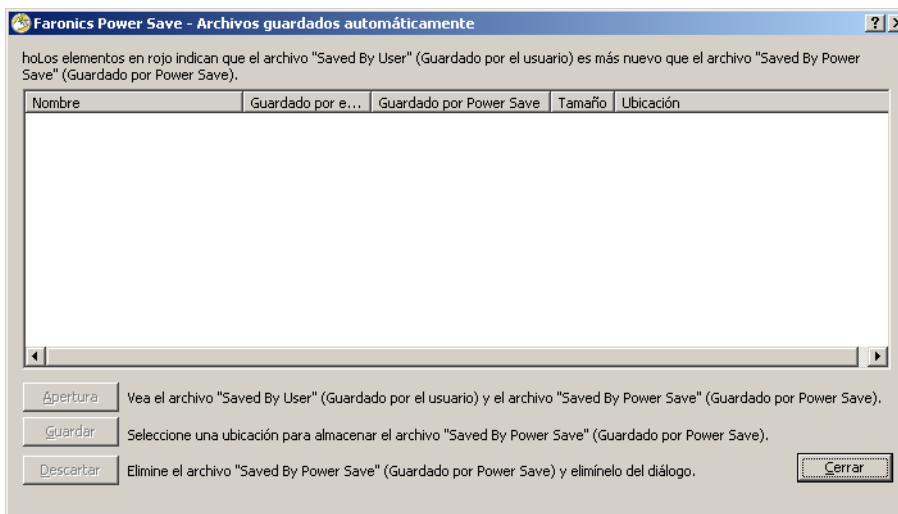 Faronics Power Save - Archivos guardados automáticamente
hoLos elementos en rojo indican que el archivo "Saved By User" (Guardado por el usuario) es más nuevo que el archivo "Saved By Power
Save" (Guardado por Power Save).
Nombre Guardado por e... Guardado por Power Save Tamaño Ubicación
Apertura Vea el archivo "Saved By User" (Guardado por el usuario) y el archivo "Saved By Power Save" (Guardado por Power Save).
Guardar Seleccione una ubicación para almacenar el archivo "Saved By Power Save" (Guardado por Power Save).
Descartar Elimine el archivo "Saved By Power Save" (Guardado por Power Save) y elimínelo del diálogo. Cerrar